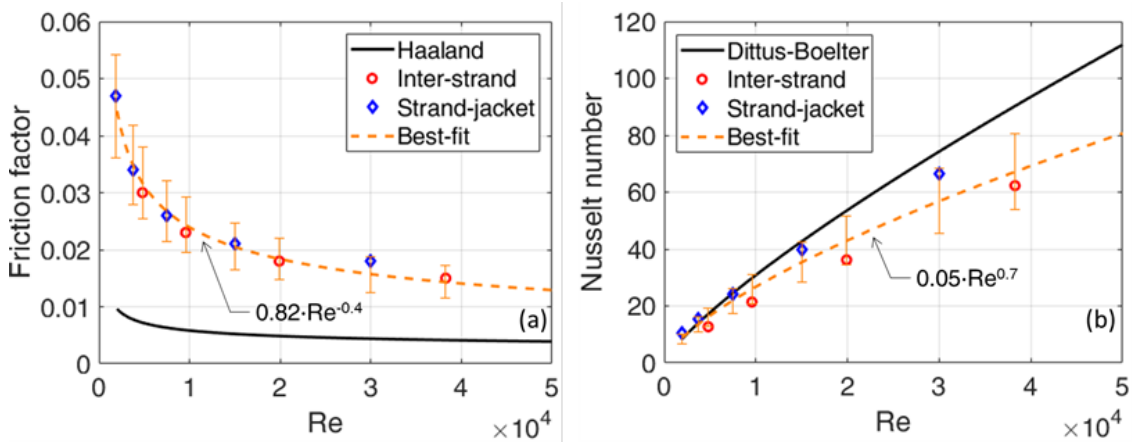 0.06
0.05
0.04
0.03
0.02
0.01
0
Friction factor
Haaland
Inter-strand
Strand-jacket
Best-fit
0.82·Re^-0.4
(a)
0 1 2 3 4 5
Re ×10^4
120
100
80
60
40
20
0
Nusselt number
Dittus-Boelter
Inter-strand
Strand-jacket
Best-fit
0.05·Re^0.7
(b)
0 1 2 3 4 5
Re ×10^4